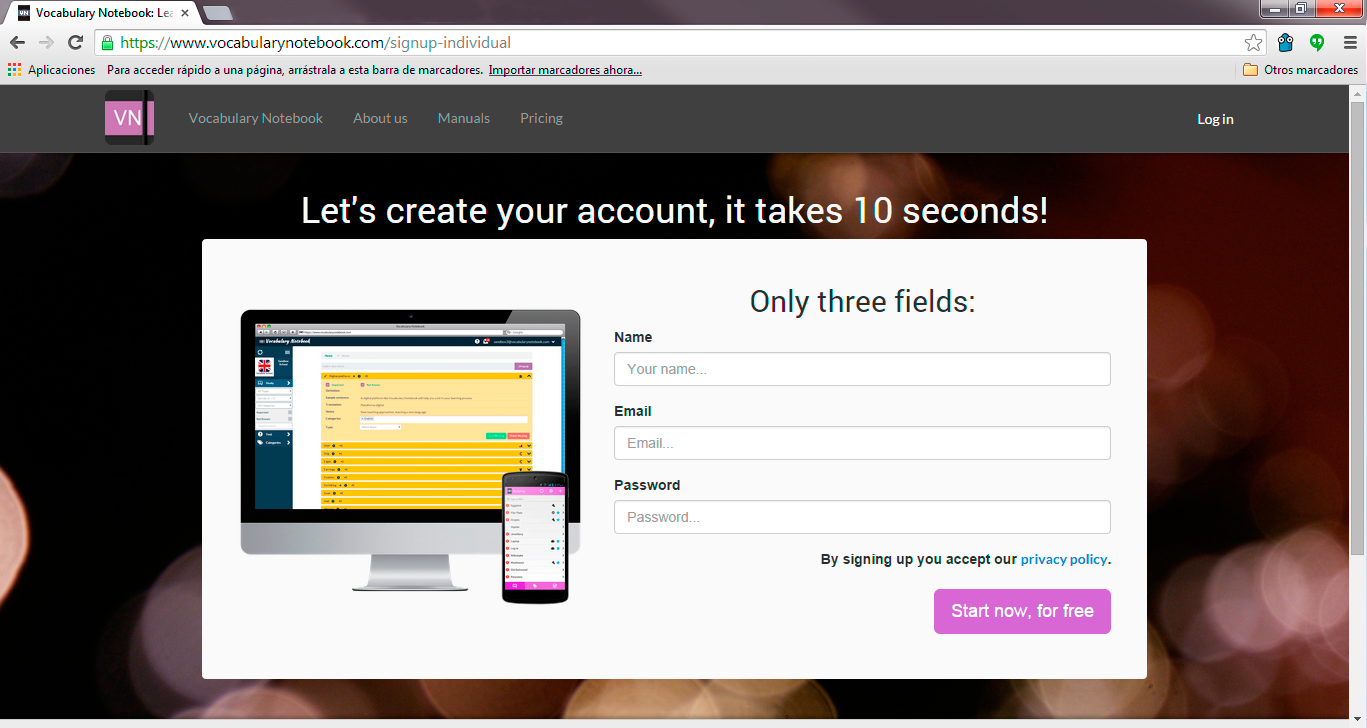 Vocabulary Notebook: Lea
https://www.vocabularynotebook.com/signup-individual
Aplicaciones Para acceder rápido a una página, arrástrala a esta barra de marcadores. Importar marcadores ahora... Otros marcadores
VN Vocabulary Notebook About us Manuals Pricing Log in
Let's create your account, it takes 10 seconds!
Only three fields:
Name
Your name...
Email
Email...
Password
Password...
By signing up you accept our privacy policy.
Start now, for free
Vocabulary Notebook